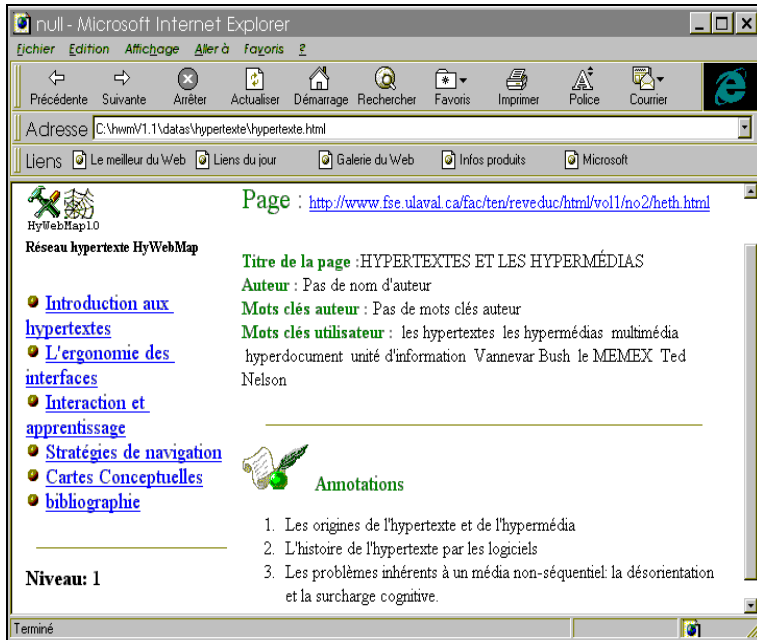 null - Microsoft Internet Explorer
Fichier Edition Affichage Aller à Favoris ?
Précédente Suivante Arrêter Actualiser Démarrage Rechercher Favoris Imprimer Police Courrier
Adresse C:\hwmV1.1\datas\hypertexte\hypertexte.html
Liens Le meilleur du Web Liens du jour Galerie du Web Infos produits Microsoft
HyWebMap1.0
Réseau hypertexte HyWebMap
Introduction aux
hypertextes
L'ergonomie des
interfaces
Interaction et
apprentissage
Stratégies de navigation
Cartes Conceptuelles
bibliographie
Niveau: 1
Page : http://www.fse.ulaval.ca/fac/ten/reveduc/html/vol1/no2/heth.html
Titre de la page :HYPERTEXTES ET LES HYPERMÉDIAS
Auteur : Pas de nom d'auteur
Mots clés auteur : Pas de mots clés auteur
Mots clés utilisateur : les hypertextes les hypermédias multimédia
hyperdocument unité d'information Vannevar Bush le MEMEX Ted
Nelson
Annotations
1. Les origines de l'hypertexte et de l'hypermédia
2. L'histoire de l'hypertexte par les logiciels
3. Les problèmes inhérents à un média non-séquentiel: la désorientation
et la surcharge cognitive.
Terminé